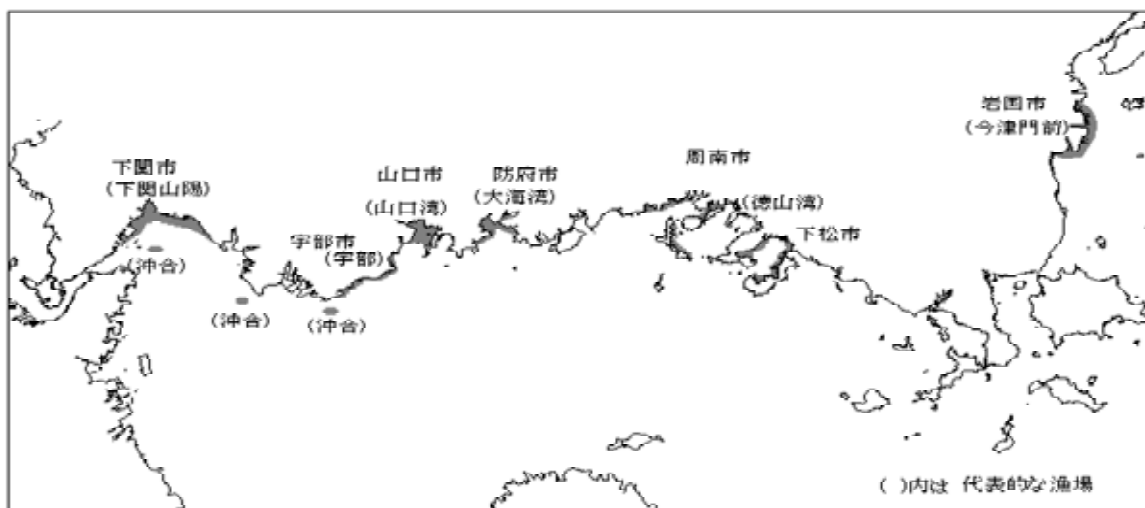 岩国市
(今津門前)
周南市
(徳山湾)
下松市
防府市
(大海湾)
山口市
(山口湾)
下関市
(下関山陽)
宇部市
(宇部)
(沖合)
(沖合)
(沖合)
( )内は 代表的な漁場